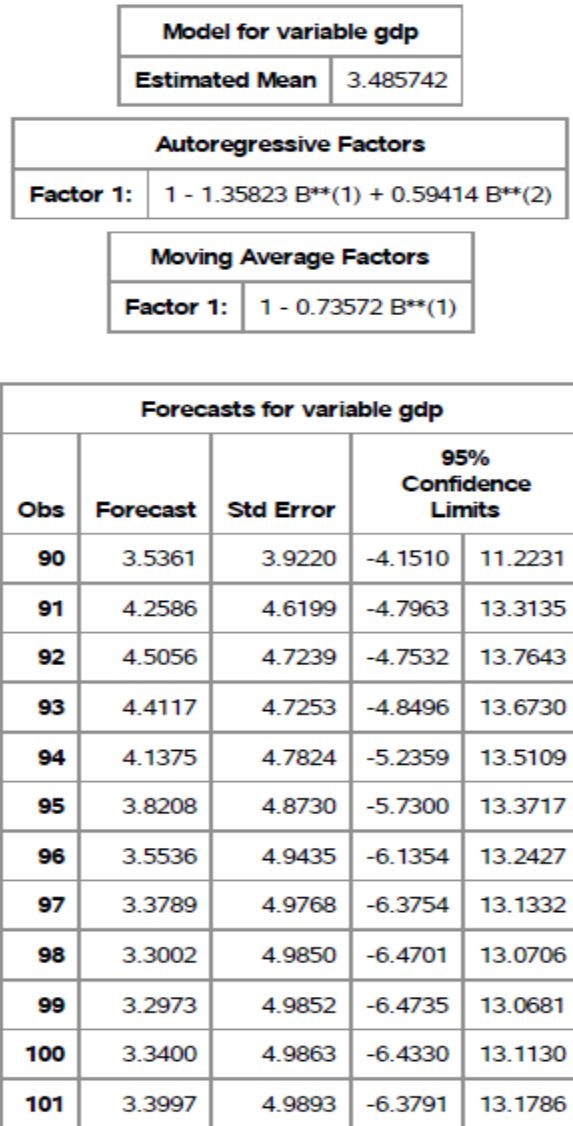 Model for variable gdp
Estimated Mean 3.485742
Autoregressive Factors
Factor 1: 1 - 1.35823 B**(1) + 0.59414 B**(2)
Moving Average Factors
Factor 1: 1 - 0.73572 B**(1)
Forecasts for variable gdp
Obs Forecast Std Error 95% Confidence Limits
90 3.5361 3.9220 -4.1510 11.2231
91 4.2586 4.6199 -4.7963 13.3135
92 4.5056 4.7239 -4.7532 13.7643
93 4.4117 4.7253 -4.8496 13.6730
94 4.1375 4.7824 -5.2359 13.5109
95 3.8208 4.8730 -5.7300 13.3717
96 3.5536 4.9435 -6.1354 13.2427
97 3.3789 4.9768 -6.3754 13.1332
98 3.3002 4.9850 -6.4701 13.0706
99 3.2973 4.9852 -6.4735 13.0681
100 3.3400 4.9863 -6.4330 13.1130
101 3.3997 4.9893 -6.3791 13.1786